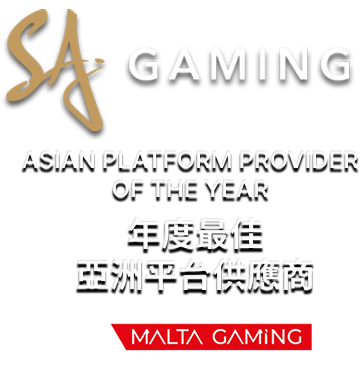 SA GAMING
ASIAN PLATFORM PROVIDER
OF THE YEAR
年度最佳
亞洲平台供應商
MALTA GAMiNG